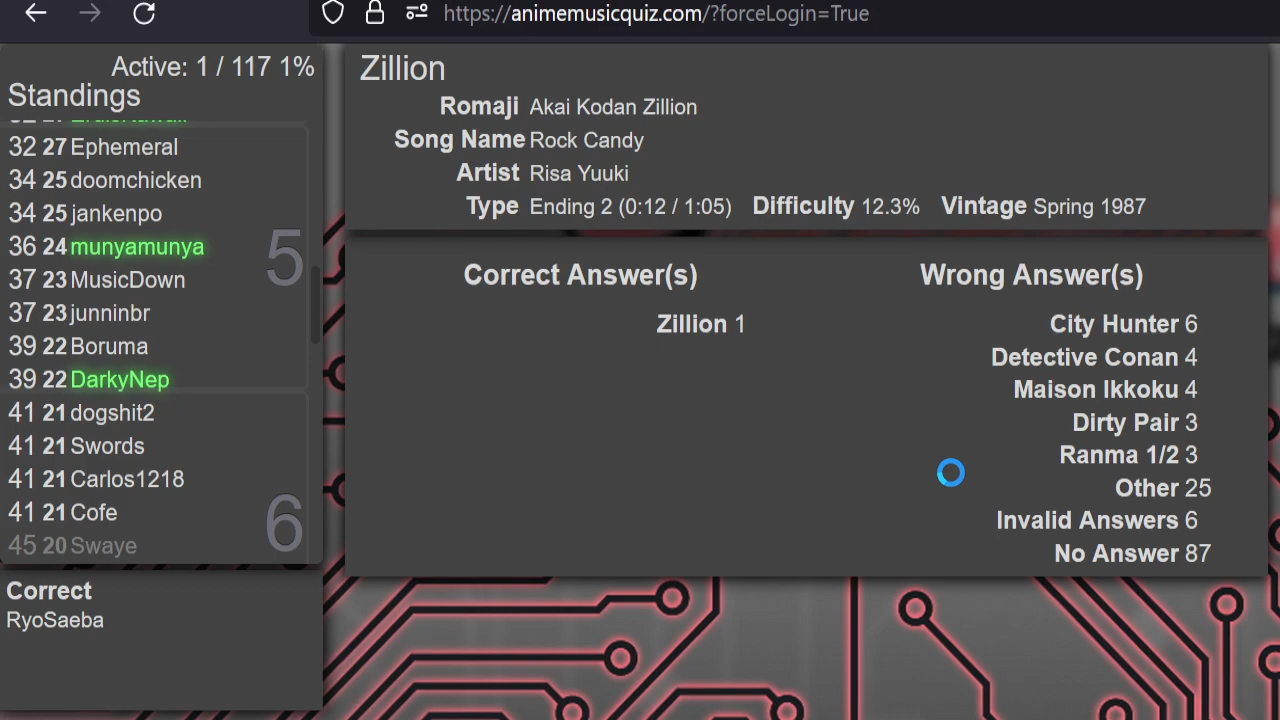 https://animemusicquiz.com/?forceLogin=True
Active: 1 / 117 1%
Standings
32 27 Ephemeral
34 25 doomchicken
34 25 jankenpo
36 24 munyamunya
5
37 23 MusicDown
37 23 junninbr
39 22 Boruma
39 22 DarkyNep
41 21 dogshit2
41 21 Swords
41 21 Carlos1218
41 21 Cofe
6
45 20 Swaye
Correct
RyoSaeba
Zillion
Romaji Akai Kodan Zillion
Song Name Rock Candy
Artist Risa Yuuki
Type Ending 2 (0:12 / 1:05) Difficulty 12.3% Vintage Spring 1987
Correct Answer(s)
Zillion 1
Wrong Answer(s)
City Hunter 6
Detective Conan 4
Maison Ikkoku 4
Dirty Pair 3
Ranma 1/2 3
Other 25
Invalid Answers 6
No Answer 87